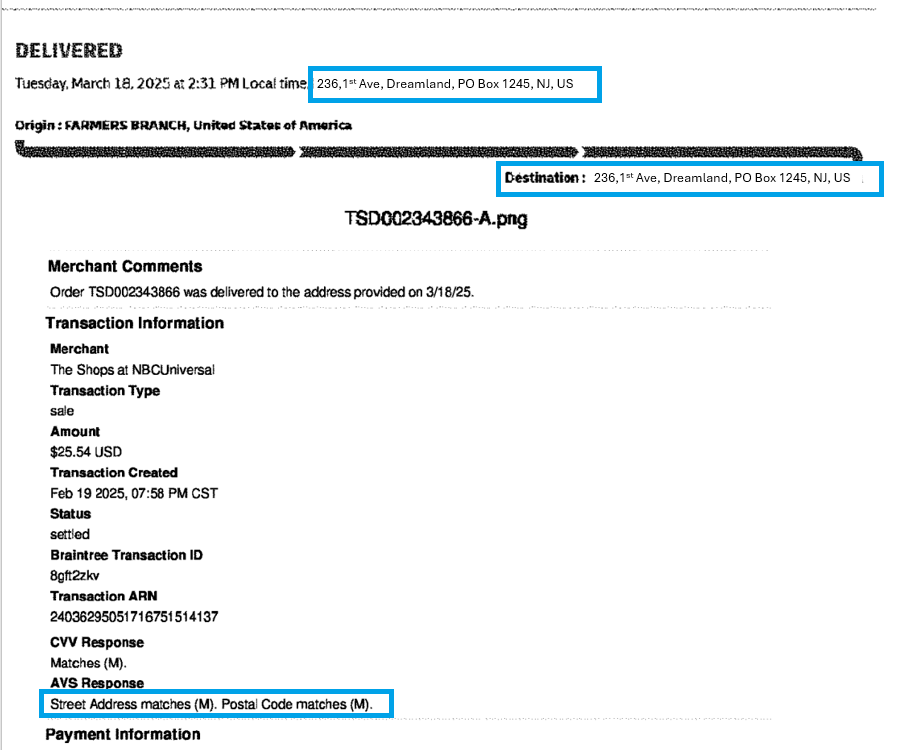 DELIVERED
Tuesday, March 18, 2025 at 2:31 PM Local time, 236,1st Ave, Dreamland, PO Box 1245, NJ, US
Origin : FARMERS BRANCH, United States of America
Destination : 236,1st Ave, Dreamland, PO Box 1245, NJ, US
TSD002343866-A.png
Merchant Comments
Order TSD002343866 was delivered to the address provided on 3/18/25.
Transaction Information
Merchant
The Shops at NBCUniversal
Transaction Type
sale
Amount
$25.54 USD
Transaction Created
Feb 19 2025, 07:58 PM CST
Status
settled
Braintree Transaction ID
8gft2zkv
Transaction ARN
24036295051716751514137
CVV Response
Matches (M).
AVS Response
Street Address matches (M). Postal Code matches (M).
Payment Information